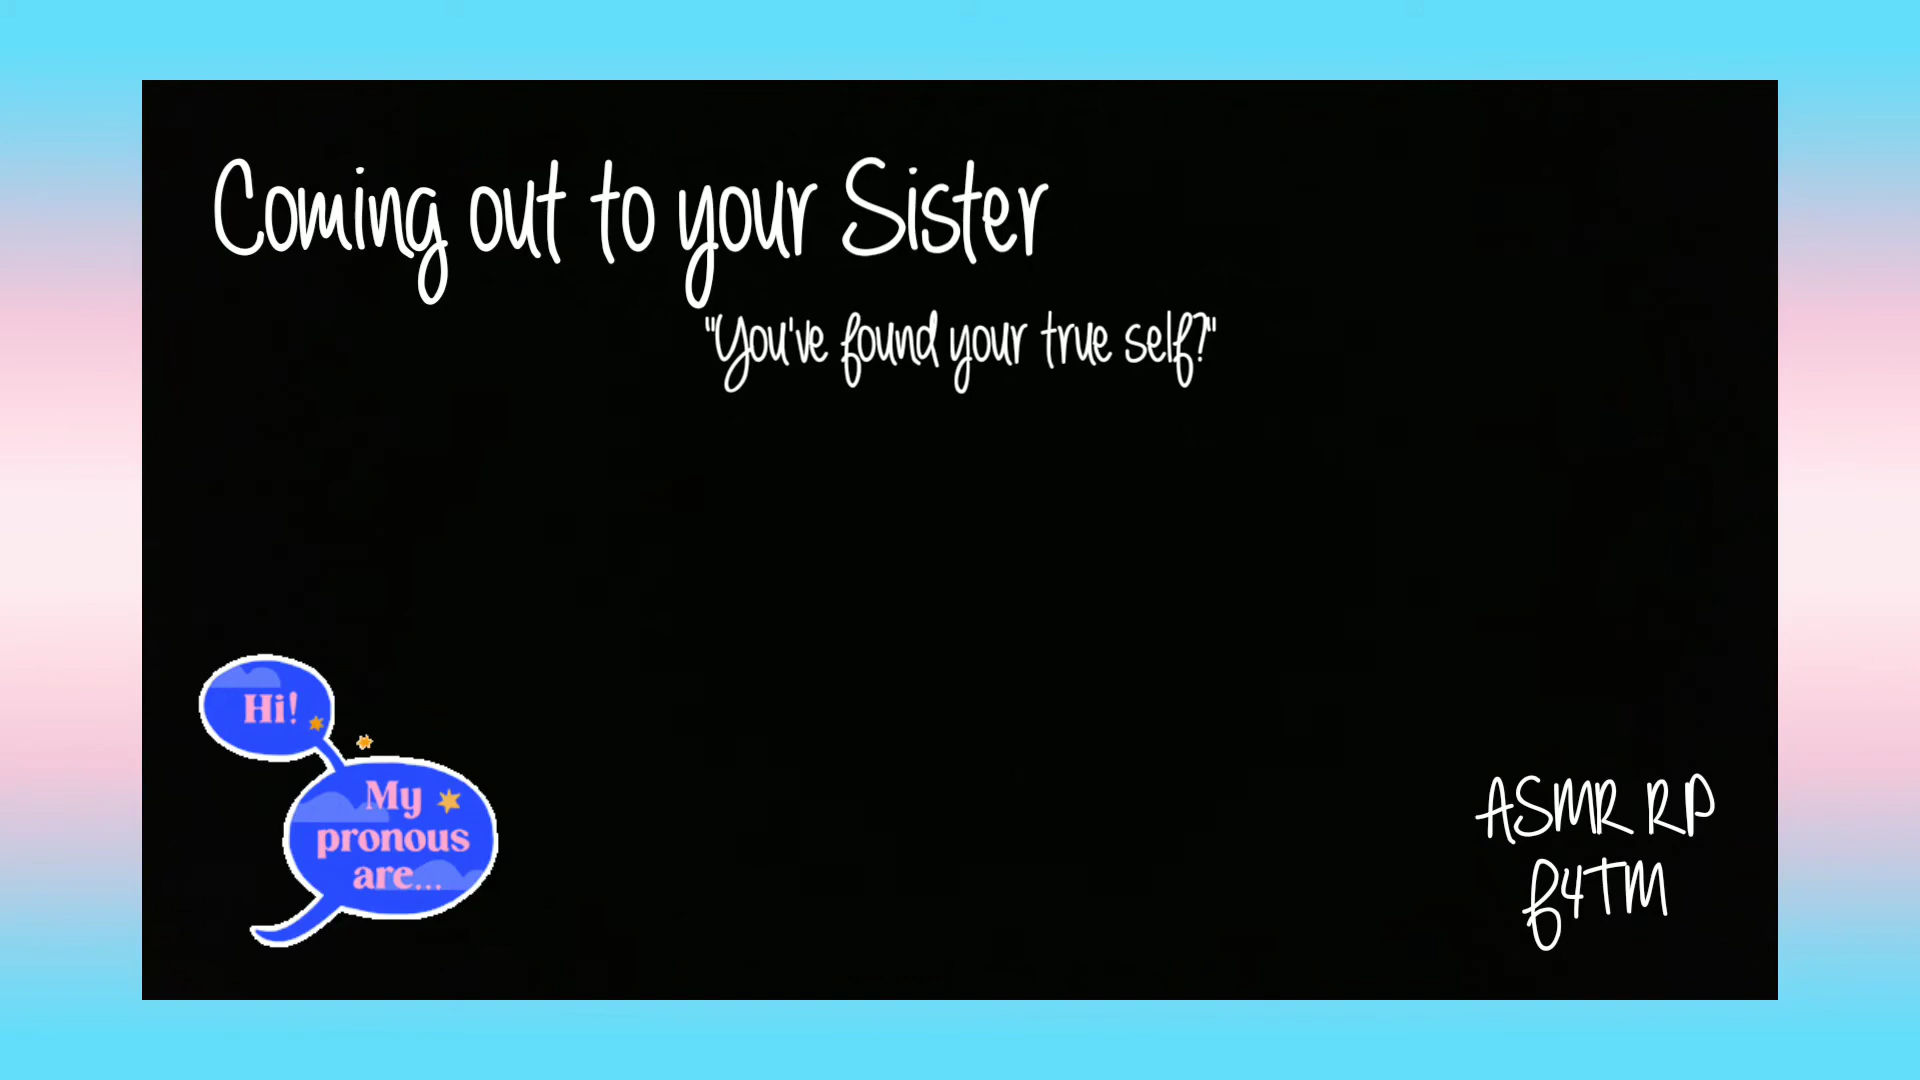 Coming out to your Sister
"You've found your true self?"
Hi!
My
pronous
are...
ASMR RP
f4TM